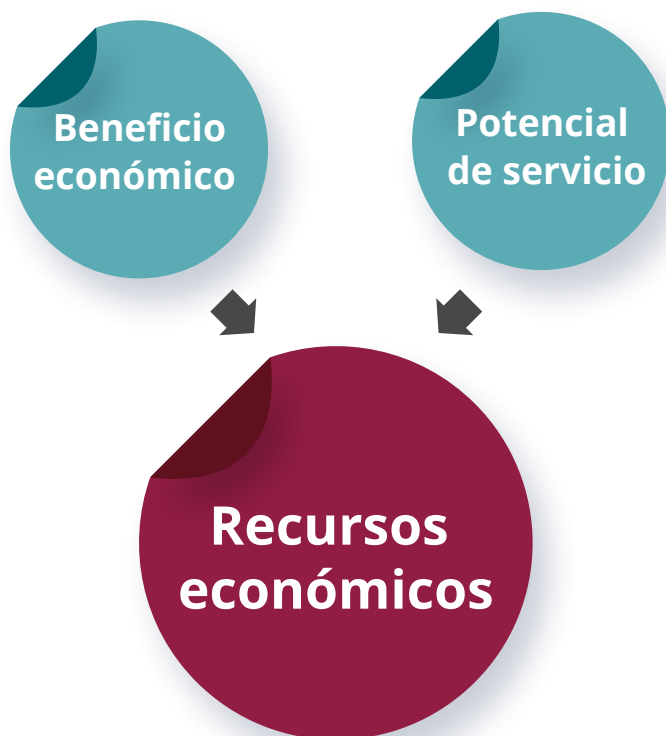 Beneficio
económico
Potencial
de servicio
Recursos
económicos